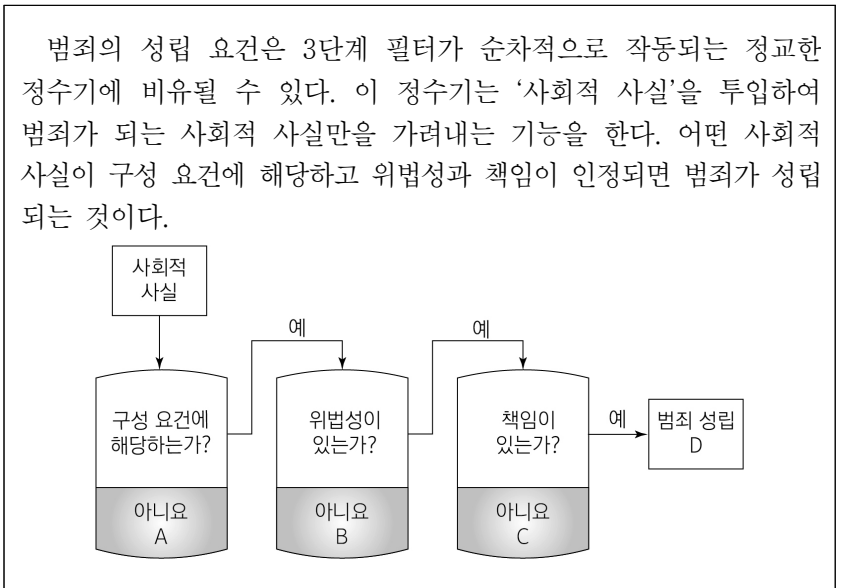 범죄의 성립 요건은 3단계 필터가 순차적으로 작동되는 정교한
정수기에 비유될 수 있다. 이 정수기는 ‘사회적 사실’을 투입하여
범죄가 되는 사회적 사실만을 가려내는 기능을 한다. 어떤 사회적
사실이 구성 요건에 해당하고 위법성과 책임이 인정되면 범죄가 성립
되는 것이다.
사회적
사실
예
예
구성 요건에
해당하는가?
위법성이
있는가?
책임이
있는가?
예
범죄 성립
D
아니요
A
아니요
B
아니요
C